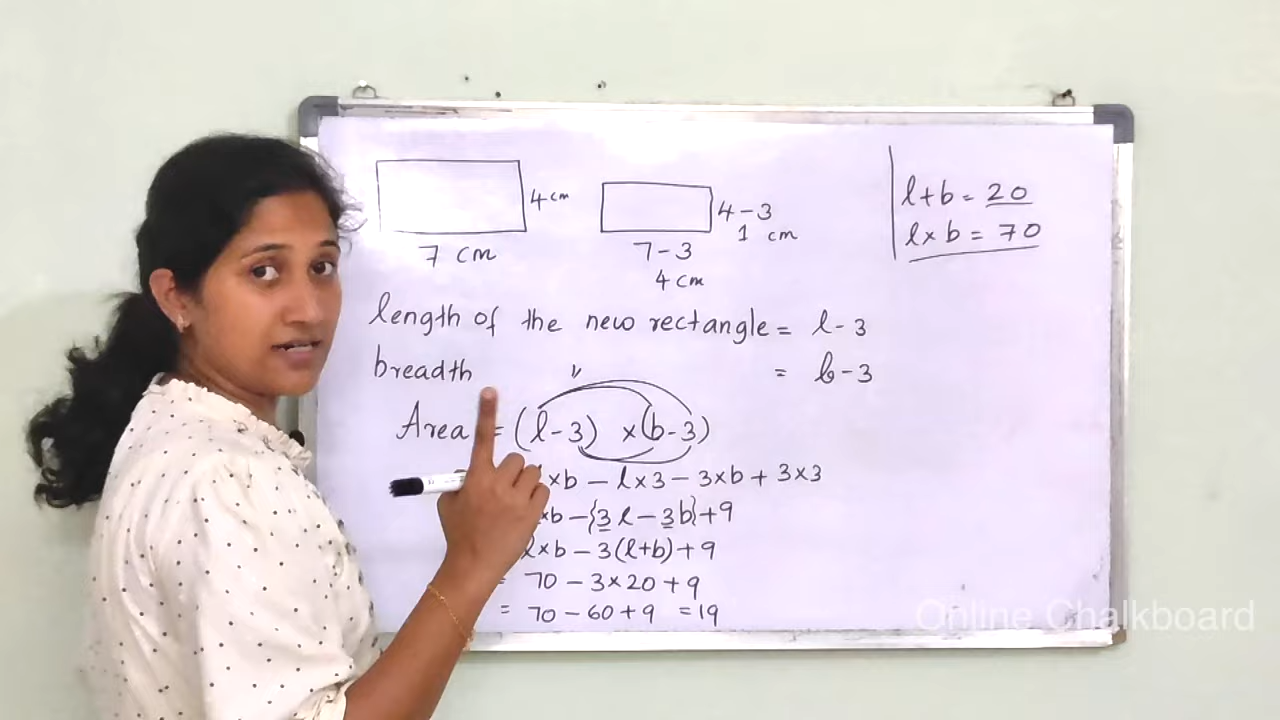 4 cm
7 cm
4 - 3
1 cm
7 - 3
4 cm
l + b = 20
l x b = 70
length of the new rectangle = l - 3
breadth = b - 3
Area = (l - 3) x (b - 3)
l x b - l x 3 - 3 x b + 3 x 3
x b - {3 l - 3 b} + 9
l x b - 3 (l + b) + 9
= 70 - 3 x 20 + 9
= 70 - 60 + 9 = 19
Online Chalkboard